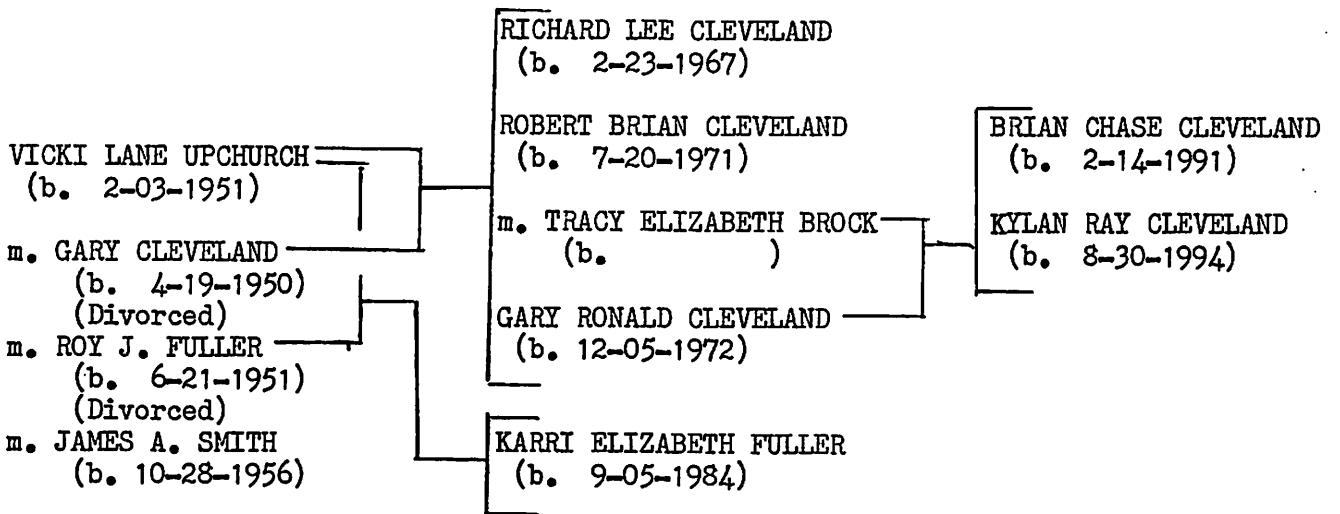 VICKI LANE UPCHURCH
(b. 2-03-1951)
m. GARY CLEVELAND
(b. 4-19-1950)
(Divorced)
m. ROY J. FULLER
(b. 6-21-1951)
(Divorced)
m. JAMES A. SMITH
(b. 10-28-1956)
RICHARD LEE CLEVELAND
(b. 2-23-1967)
ROBERT BRIAN CLEVELAND
(b. 7-20-1971)
m. TRACY ELIZABETH BROCK
(b. )
GARY RONALD CLEVELAND
(b. 12-05-1972)
KARRI ELIZABETH FULLER
(b. 9-05-1984)
BRIAN CHASE CLEVELAND
(b. 2-14-1991)
KYLAN RAY CLEVELAND
(b. 8-30-1994)